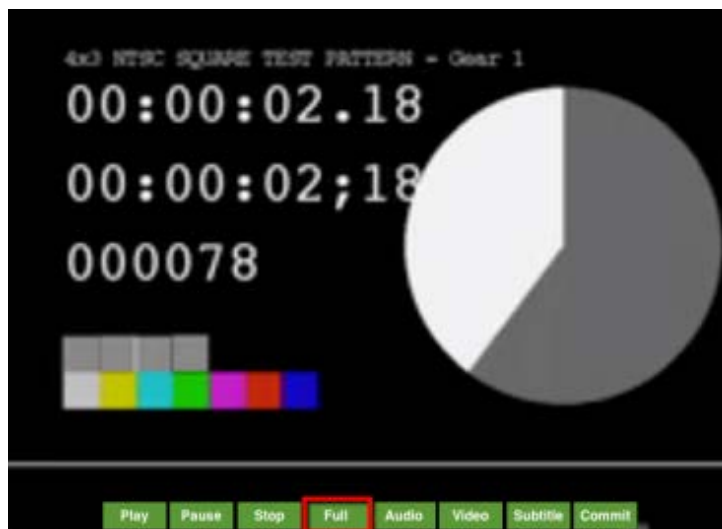 4x3 NTSC SQUARE TEST PATTERN - Gear 1
00:00:02.18
00:00:02;18
000078
Play Pause Stop Full Audio Video Subtitle Commit